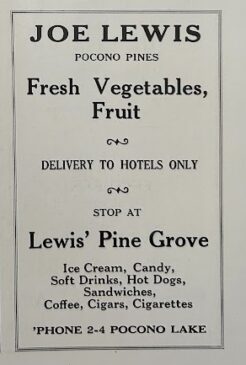 JOE LEWIS
POCONO PINES
Fresh Vegetables,
Fruit
DELIVERY TO HOTELS ONLY
STOP AT
Lewis' Pine Grove
Ice Cream, Candy,
Soft Drinks, Hot Dogs,
Sandwiches,
Coffee, Cigars, Cigarettes
'PHONE 2-4 POCONO LAKE